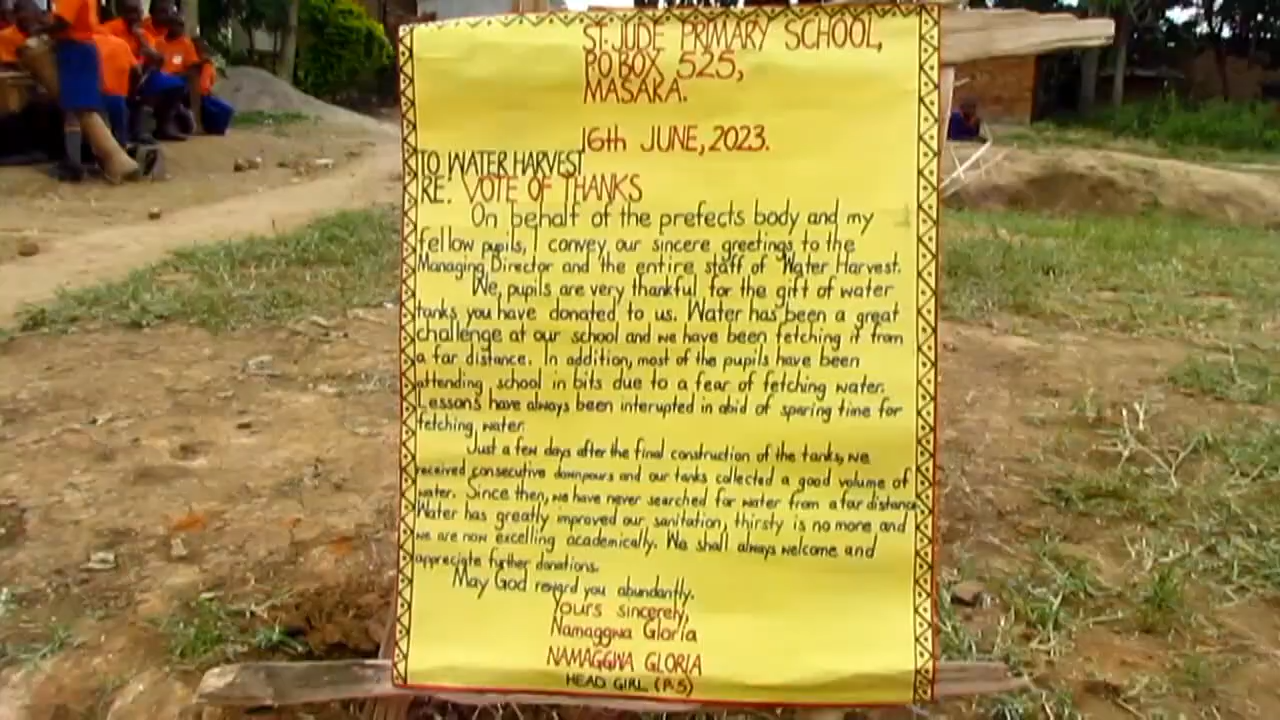 ST. JUDE PRIMARY SCHOOL,
P.O BOX 525,
MASAKA.
16th JUNE, 2023.
TO WATER HARVEST
RE: VOTE OF THANKS
On behalf of the prefects body and my
fellow pupils, I convey our sincere greetings to the
Managing Director and the entire staff of Water Harvest.
We, pupils are very thankful for the gift of water
tanks you have donated to us. Water has been a great
challenge at our school and we have been fetching it from
a far distance. In addition, most of the pupils have been
attending school in bits due to a fear of fetching water.
Lessons have always been interupted in abid of sparing time for
fetching water.
Just a few days after the final construction of the tanks, we
received consecutive downpours and our tanks collected a good volume of
water. Since then, we have never searched for water from a far distance
Water has greatly improved our sanitation, thirsty is no more and
we are now excelling academically. We shall always welcome and
appreciate further donations.
May God reward you abundantly.
Yours sincerely,
Namaggwa Gloria
NAMAGGWA GLORIA
HEAD GIRL (P.5)